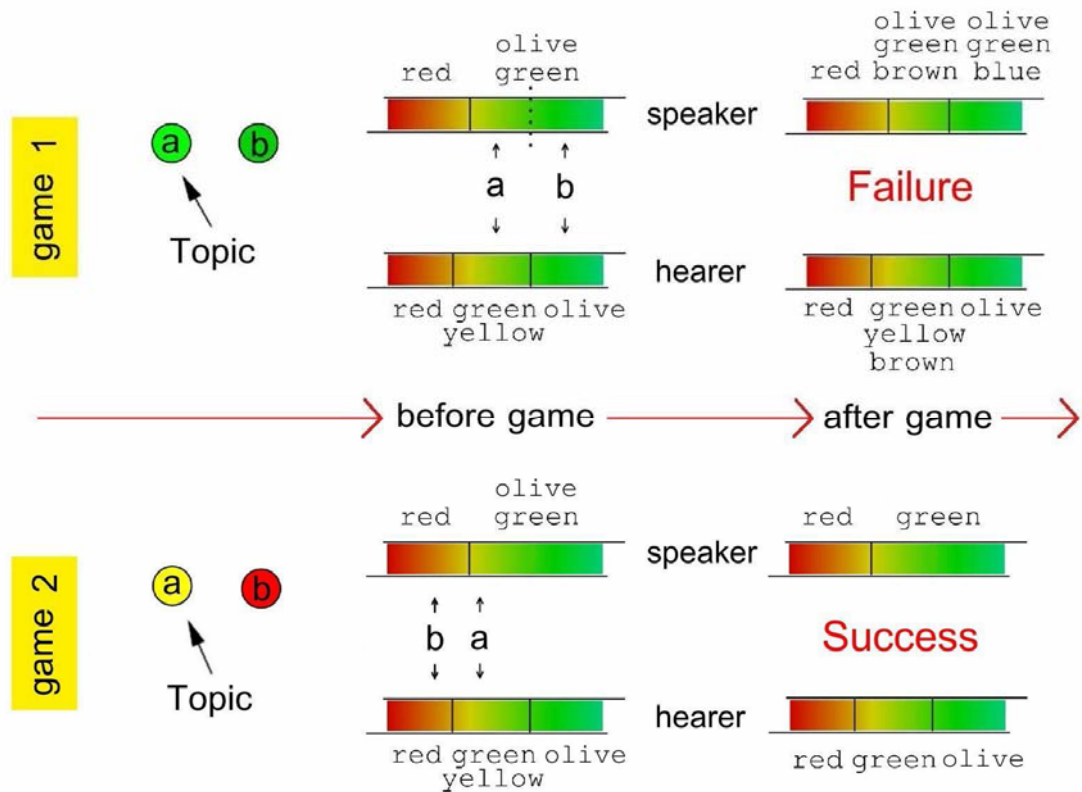 game 1
a b
Topic
red
olive
green
speaker
a b
hearer
red green olive
yellow
red
olive
green
brown
olive
green
blue
Failure
red green olive
yellow
brown
before game
after game
game 2
a b
Topic
red
olive
green
speaker
b a
hearer
red green olive
yellow
red green
Success
red green olive